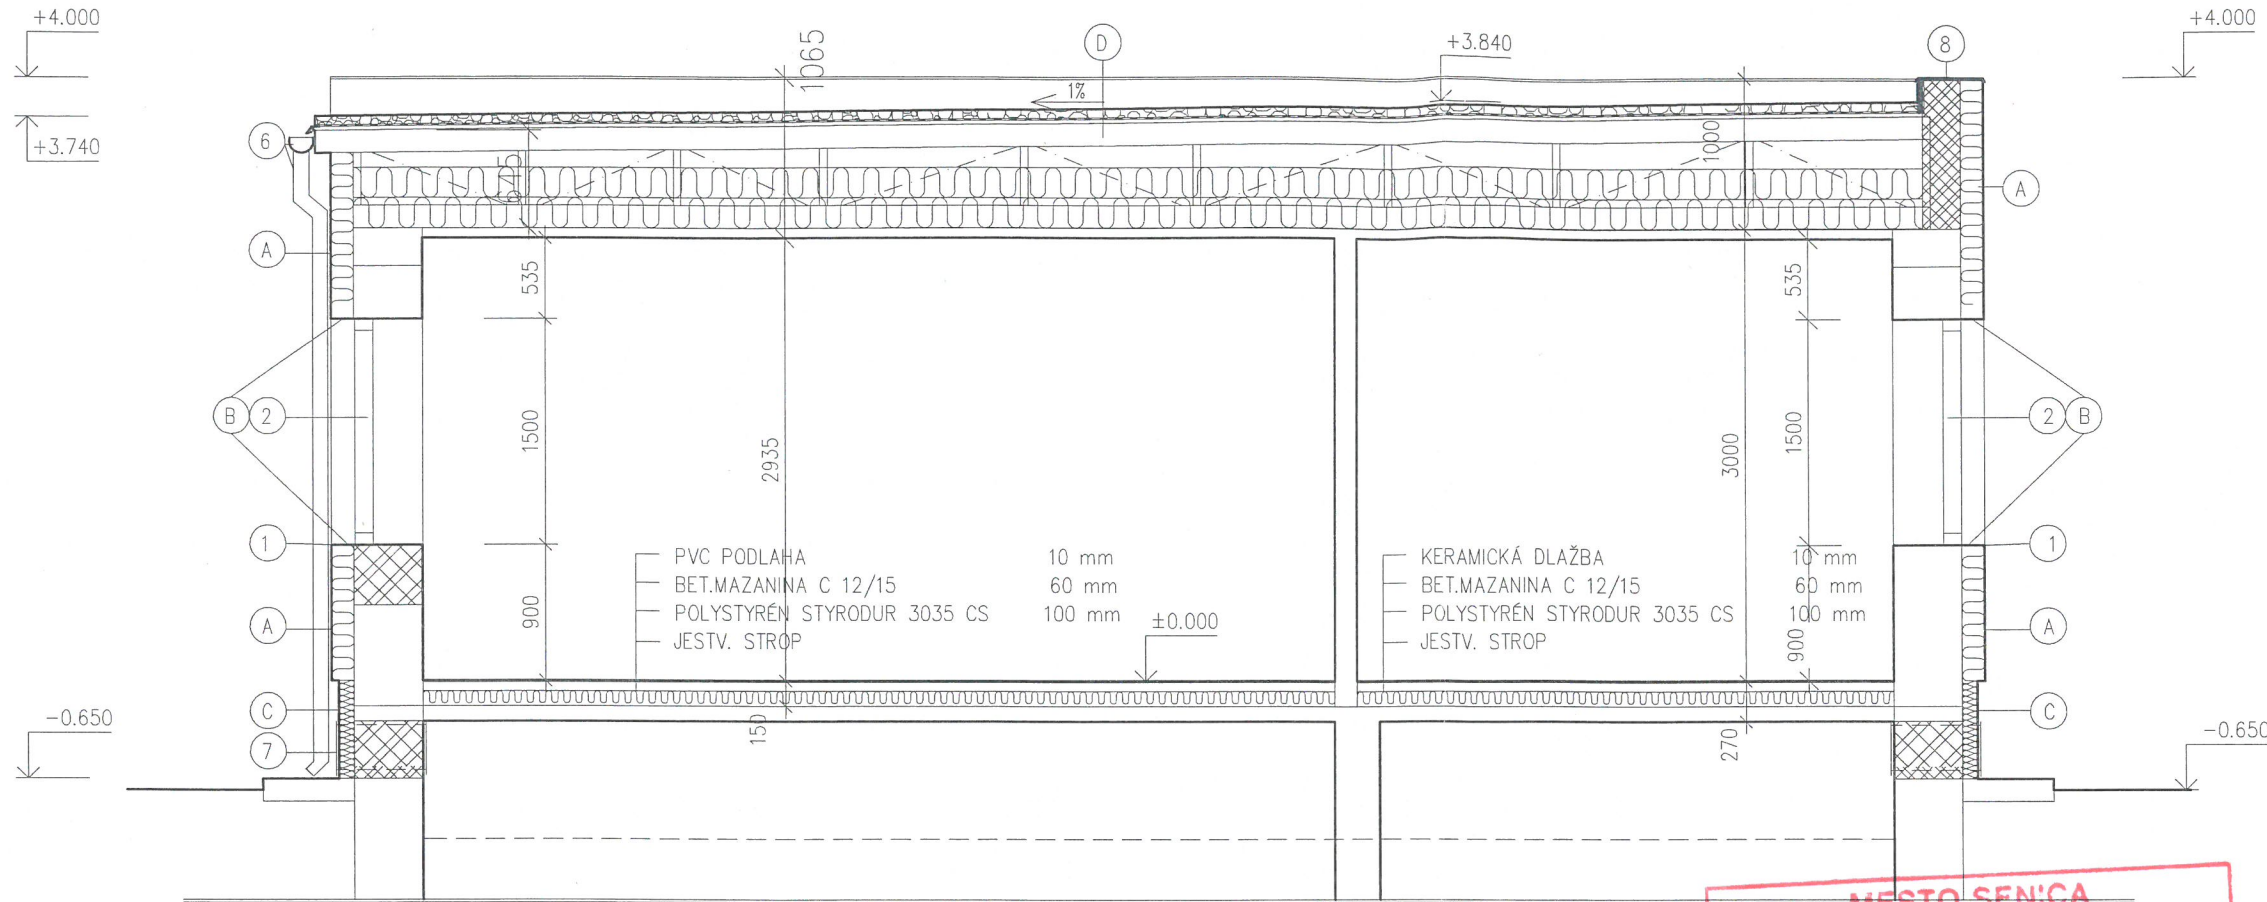 +4.000
+4.000
1065
D
+3.840
8
1%
+3.740
6
645
1000
A
A
535
535
B
2
1500
2935
3000
1500
2
B
1
1
PVC PODLAHA 10 mm
BET.MAZANINA C 12/15 60 mm
POLYSTYRÉN STYRODUR 3035 CS 100 mm
JESTV. STROP
KERAMICKÁ DLAŽBA 10 mm
BET.MAZANINA C 12/15 60 mm
POLYSTYRÉN STYRODUR 3035 CS 100 mm
JESTV. STROP
900
±0.000
900
A
A
C
C
-0.650
-0.650
7
150
270
MESTO SENICA